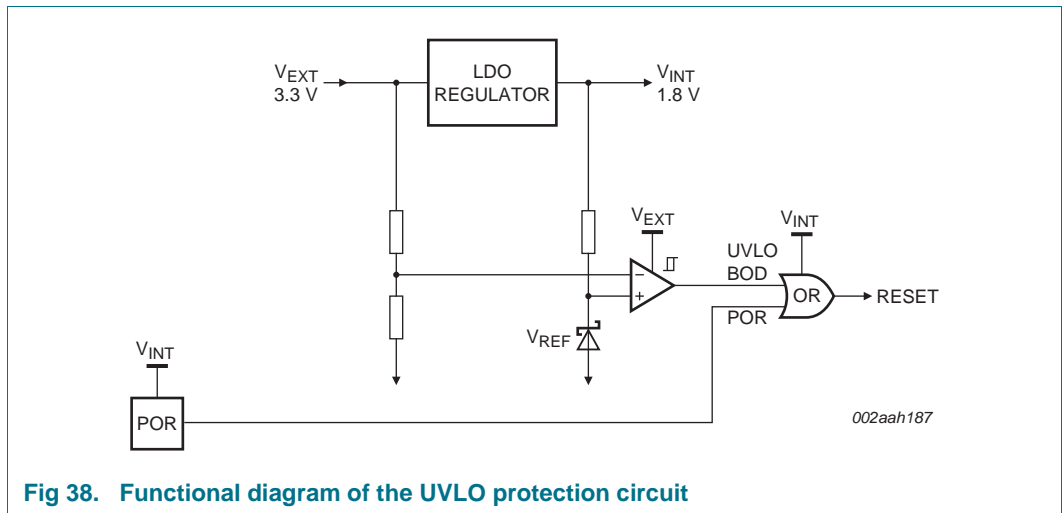 VEXT
3.3 V
LDO
REGULATOR
VINT
1.8 V
VEXT
VINT
UVLO
BOD
−
+
OR
RESET
POR
VREF
VINT
POR
002aah187
Fig 38. Functional diagram of the UVLO protection circuit